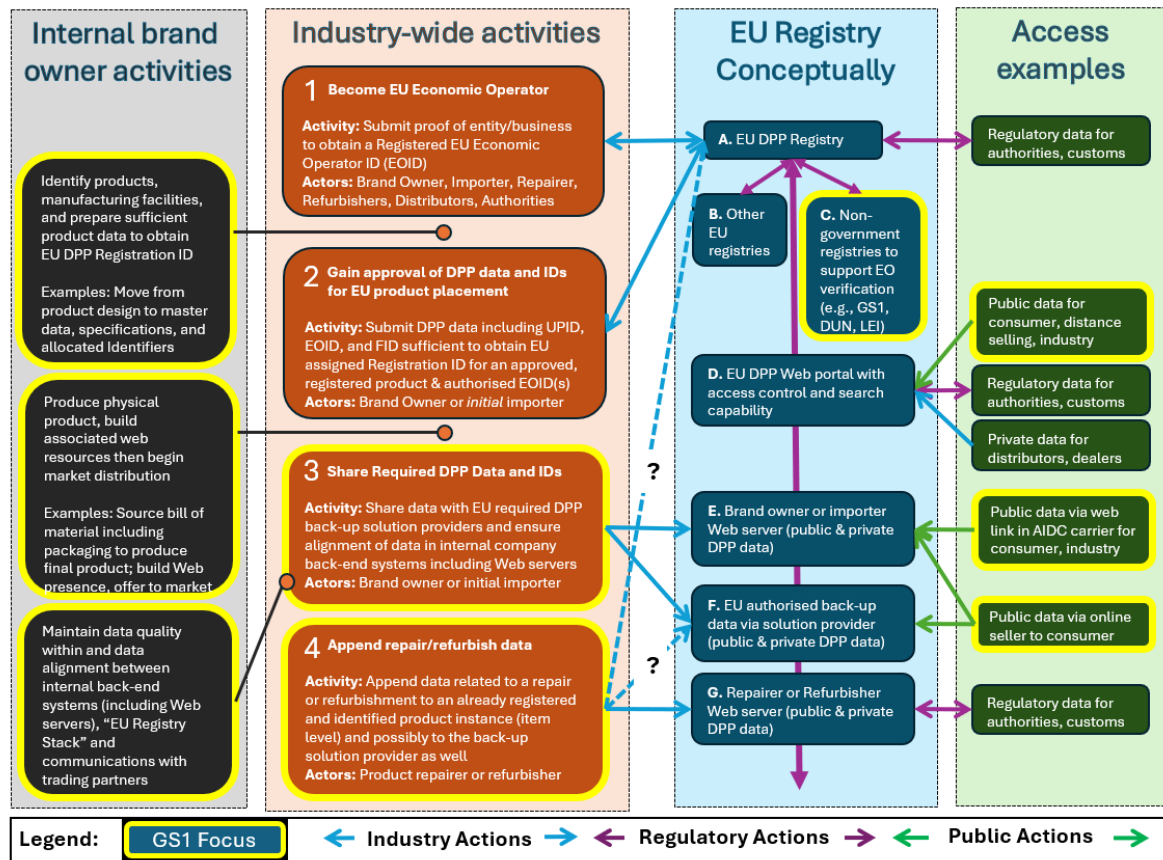 Internal brand
owner activities
Identify products,
manufacturing facilities,
and prepare sufficient
product data to obtain
EU DPP Registration ID
Examples: Move from
product design to master
data, specifications, and
allocated Identifiers
Produce physical
product, build
associated web
resources then begin
market distribution
Examples: Source bill of
material including
packaging to produce
final product; build Web
presence, offer to market
Maintain data quality
within and data
alignment between
internal back-end
systems (including Web
servers), “EU Registry
Stack” and
communications with
trading partners
Industry-wide activities
1 Become EU Economic Operator
Activity: Submit proof of entity/business
to obtain a Registered EU Economic
Operator ID (EOID)
Actors: Brand Owner, Importer, Repairer,
Refurbishers, Distributors, Authorities
2 Gain approval of DPP data and IDs
for EU product placement
Activity: Submit DPP data including UPID,
EOID, and FID sufficient to obtain EU
assigned Registration ID for an approved,
registered product & authorised EOID(s)
Actors: Brand Owner or initial importer
3 Share Required DPP Data and IDs
Activity: Share data with EU required DPP
back-up solution providers and ensure
alignment of data in internal company
back-end systems including Web servers
Actors: Brand owner or initial importer
4 Append repair/refurbish data
Activity: Append data related to a repair
or refurbishment to an already registered
and identified product instance (item
level) and possibly to the back-up
solution provider as well
Actors: Product repairer or refurbisher
?
?
EU Registry
Conceptually
A. EU DPP Registry
B. Other
EU
registries
C. Non-
government
registries to
support EO
verification
(e.g., GS1,
DUN, LEI)
D. EU DPP Web portal with
access control and search
capability
E. Brand owner or importer
Web server (public & private
DPP data)
F. EU authorised back-up
data via solution provider
(public & private DPP data)
G. Repairer or Refurbisher
Web server (public & private
DPP data)
Access
examples
Regulatory data for
authorities, customs
Public data for
consumer, distance
selling, industry
Regulatory data for
authorities, customs
Private data for
distributors, dealers
Public data via web
link in AIDC carrier for
consumer, industry
Public data via online
seller to consumer
Regulatory data for
authorities, customs
Legend: GS1 Focus Industry Actions Regulatory Actions Public Actions